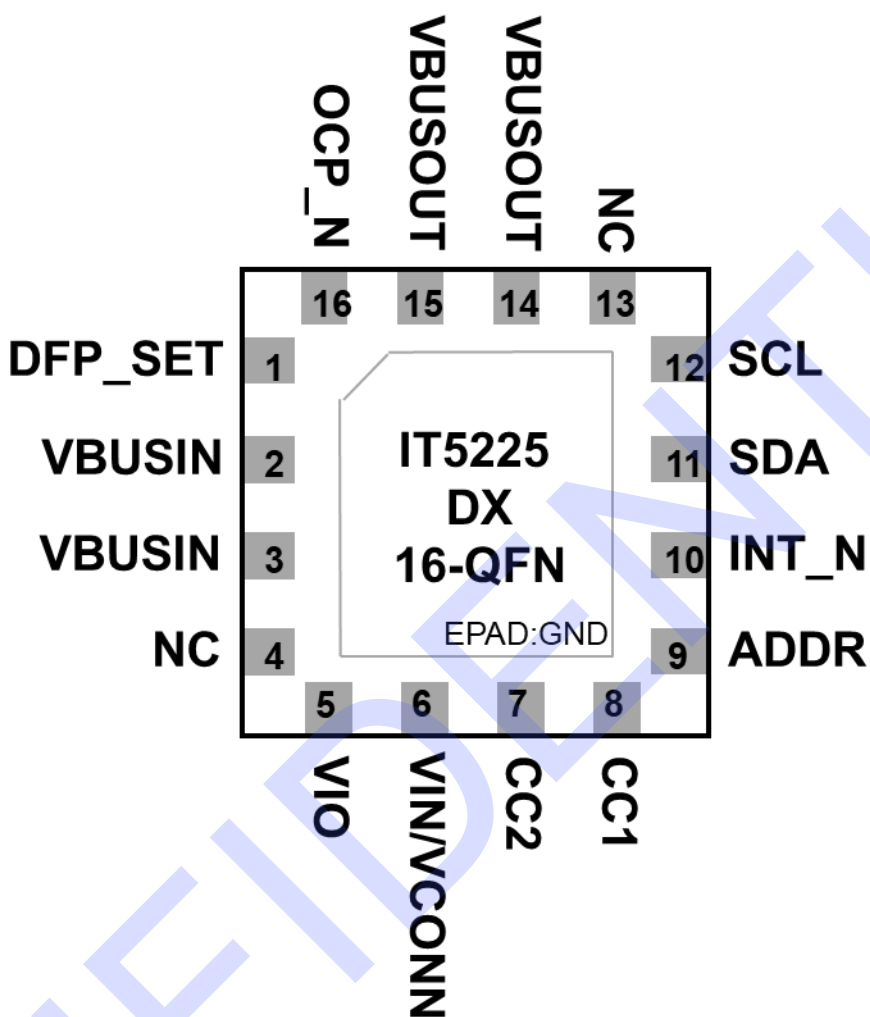 OCP_N
VBUSOUT
VBUSOUT
NC
16
15
14
13
DFP_SET 1
12 SCL
VBUSIN 2
11 SDA
VBUSIN 3
10 INT_N
NC 4
9 ADDR
IT5225
DX
16-QFN
EPAD:GND
5
6
7
8
VIO
VIN/VCONN
CC2
CC1